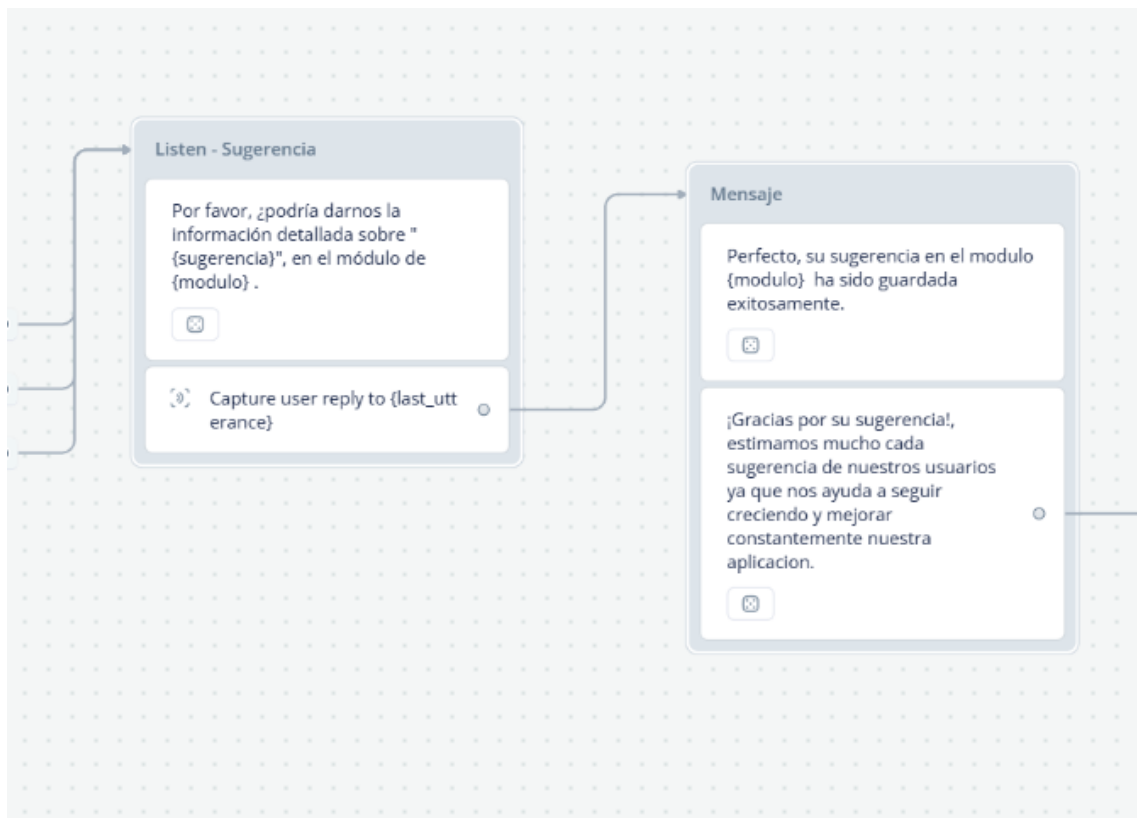 Listen - Sugerencia
Por favor, ¿podría darnos la
información detallada sobre "
{sugerencia}", en el módulo de
{modulo} .
Capture user reply to {last_utt
erance}
Mensaje
Perfecto, su sugerencia en el modulo
{modulo}  ha sido guardada
exitosamente.
¡Gracias por su sugerencia!,
estimamos mucho cada
sugerencia de nuestros usuarios
ya que nos ayuda a seguir
creciendo y mejorar
constantemente nuestra
aplicacion.